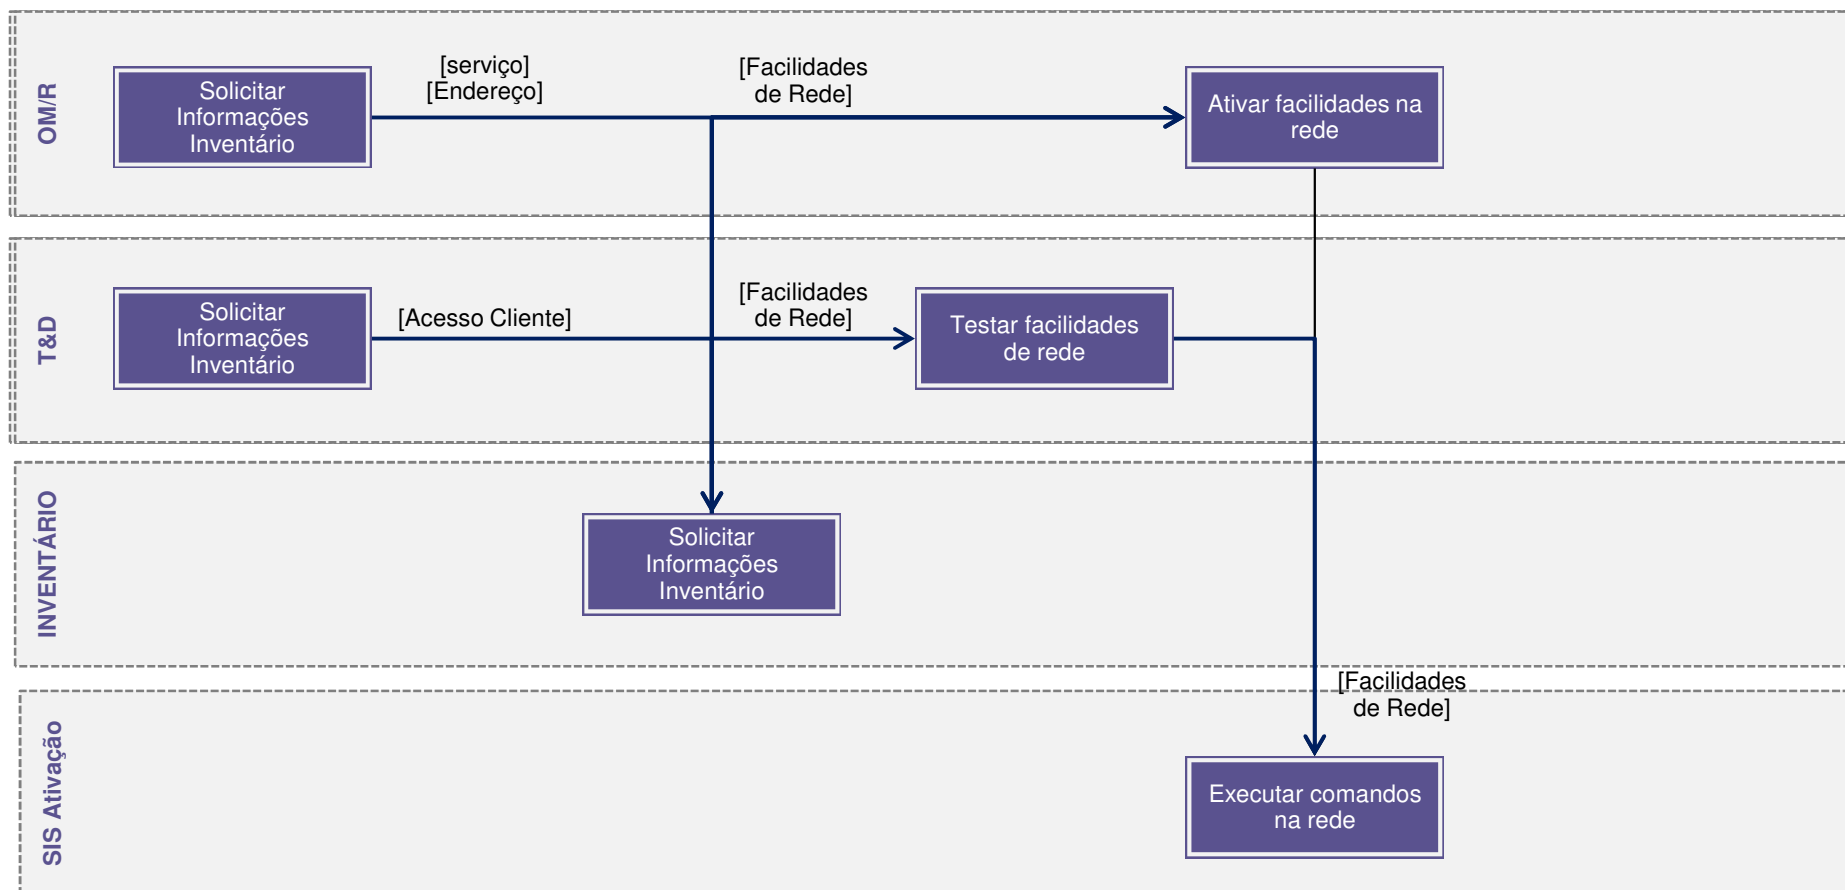 OM/R
Solicitar
Informações
Inventário
[serviço]
[Endereço]
[Facilidades
de Rede]
Ativar facilidades na
rede
T&D
Solicitar
Informações
Inventário
[Acesso Cliente]
[Facilidades
de Rede]
Testar facilidades
de rede
INVENTÁRIO
Solicitar
Informações
Inventário
SIS Ativação
[Facilidades
de Rede]
Executar comandos
na rede